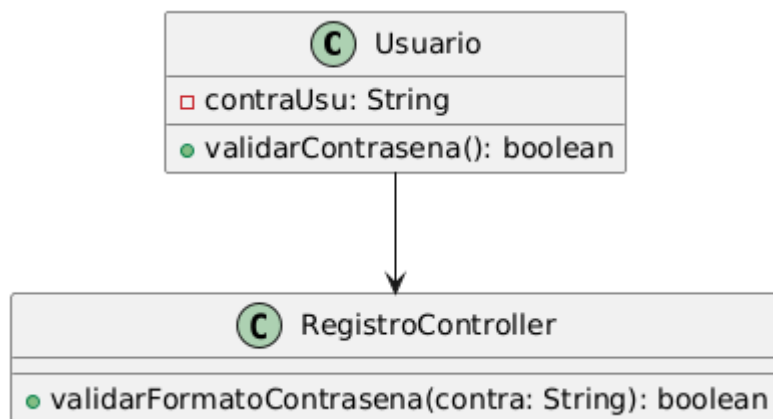 C Usuario
contraUsu: String
validarContrasena(): boolean
C RegistroController
validarFormatoContrasena(contra: String): boolean